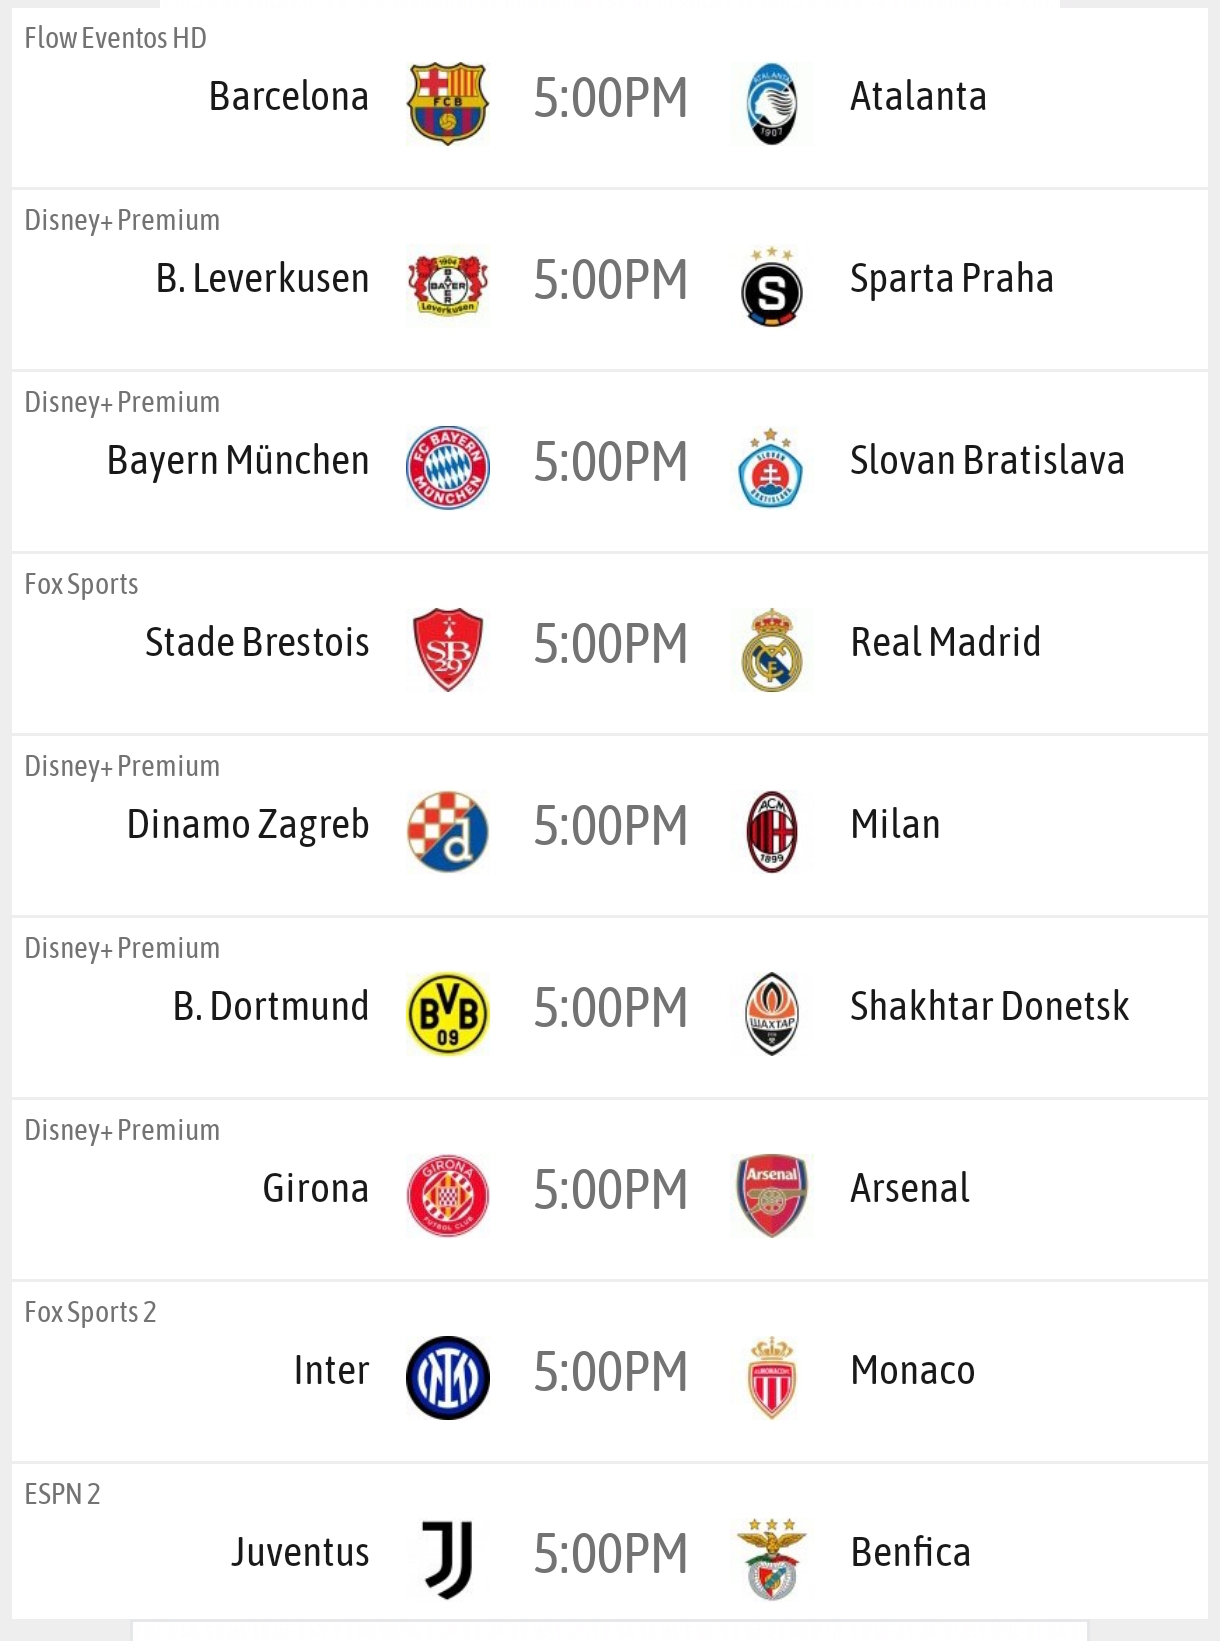 Flow Eventos HD
Barcelona 5:00PM Atalanta
Disney+ Premium
B. Leverkusen 5:00PM Sparta Praha
Disney+ Premium
Bayern München 5:00PM Slovan Bratislava
Fox Sports
Stade Brestois 5:00PM Real Madrid
Disney+ Premium
Dinamo Zagreb 5:00PM Milan
Disney+ Premium
B. Dortmund 5:00PM Shakhtar Donetsk
Disney+ Premium
Girona 5:00PM Arsenal
Fox Sports 2
Inter 5:00PM Monaco
ESPN 2
Juventus 5:00PM Benfica